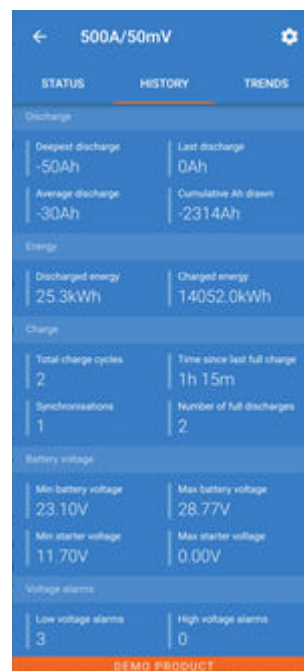 500A/50mV
STATUS HISTORY TRENDS
Discharge
Deepest discharge Last discharge
-50Ah 0Ah
Average discharge Cumulative Ah drawn
-30Ah -2314Ah
Energy
Discharged energy Charged energy
25.3kWh 14052.0kWh
Charge
Total charge cycles Time since last full charge
2 1h 15m
Synchronisations Number of full discharges
1 2
Battery voltage
Min battery voltage Max battery voltage
23.10V 28.77V
Min starter voltage Max starter voltage
11.70V 0.00V
Voltage alarms
Low voltage alarms High voltage alarms
3 0
DEMO PRODUCT